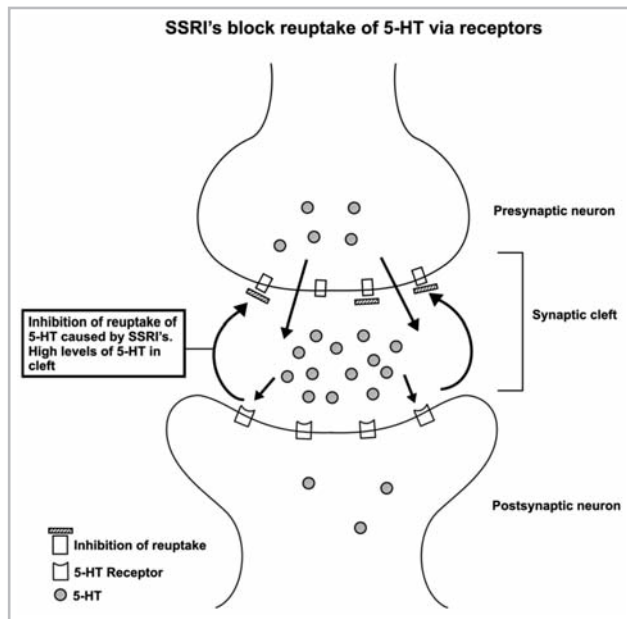 SSRI's block reuptake of 5-HT via receptors
Presynaptic neuron
Synaptic cleft
Inhibition of reuptake of
5-HT caused by SSRI's.
High levels of 5-HT in
cleft
Postsynaptic neuron
Inhibition of reuptake
5-HT Receptor
5-HT